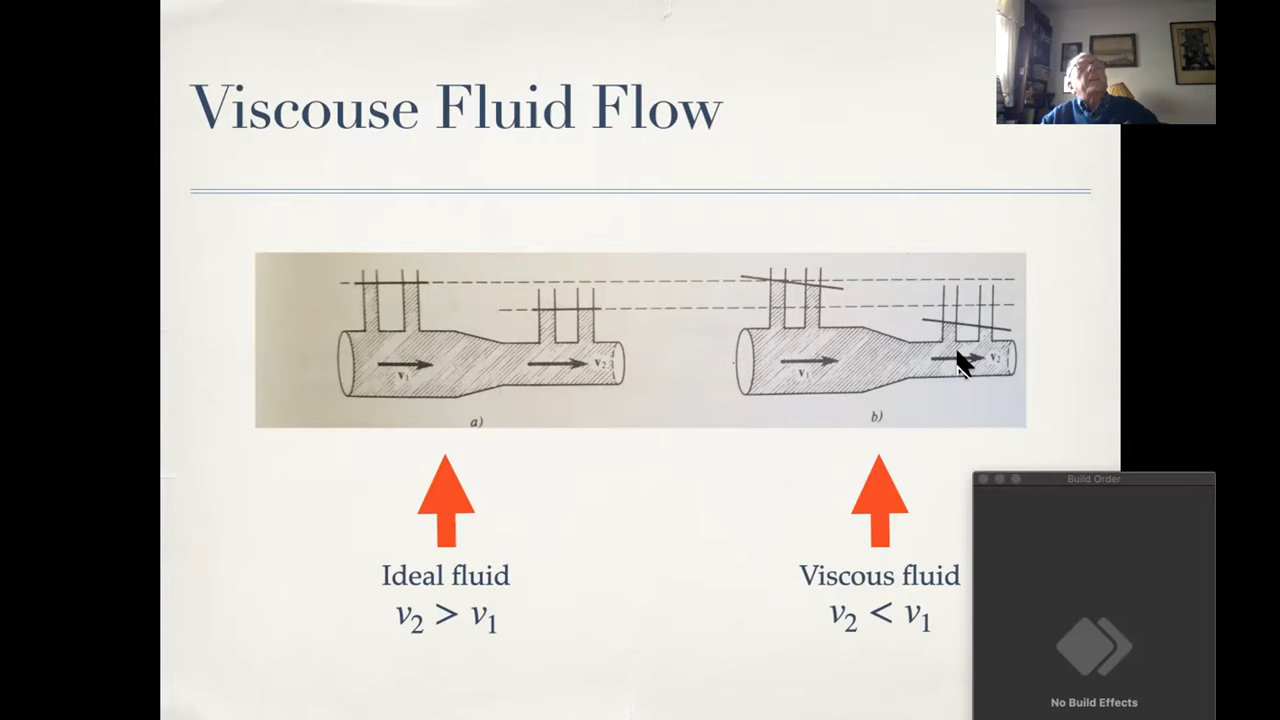 Viscouse Fluid Flow
v₁
v₂
a)
v₁
v₂
b)
Ideal fluid
v₂ > v₁
Viscous fluid
v₂ < v₁
Build Order
No Build Effects